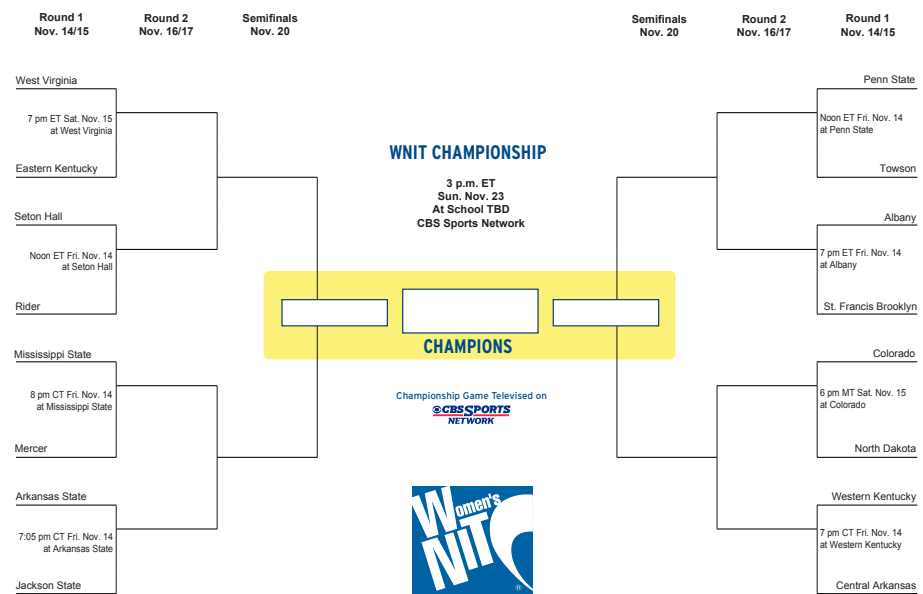 Round 1
Nov. 14/15
Round 2
Nov. 16/17
Semifinals
Nov. 20
Semifinals
Nov. 20
Round 2
Nov. 16/17
Round 1
Nov. 14/15
West Virginia
7 pm ET Sat. Nov. 15
at West Virginia
Eastern Kentucky
Seton Hall
Noon ET Fri. Nov. 14
at Seton Hall
Rider
Mississippi State
8 pm CT Fri. Nov. 14
at Mississippi State
Mercer
Arkansas State
7:05 pm CT Fri. Nov. 14
at Arkansas State
Jackson State
WNIT CHAMPIONSHIP
3 p.m. ET
Sun. Nov. 23
At School TBD
CBS Sports Network
CHAMPIONS
Championship Game Televised on
CBS SPORTS
NETWORK
Women's
NIT
®
Penn State
Noon ET Fri. Nov. 14
at Penn State
Towson
Albany
7 pm ET Fri. Nov. 14
at Albany
St. Francis Brooklyn
Colorado
6 pm MT Sat. Nov. 15
at Colorado
North Dakota
Western Kentucky
7 pm CT Fri. Nov. 14
at Western Kentucky
Central Arkansas